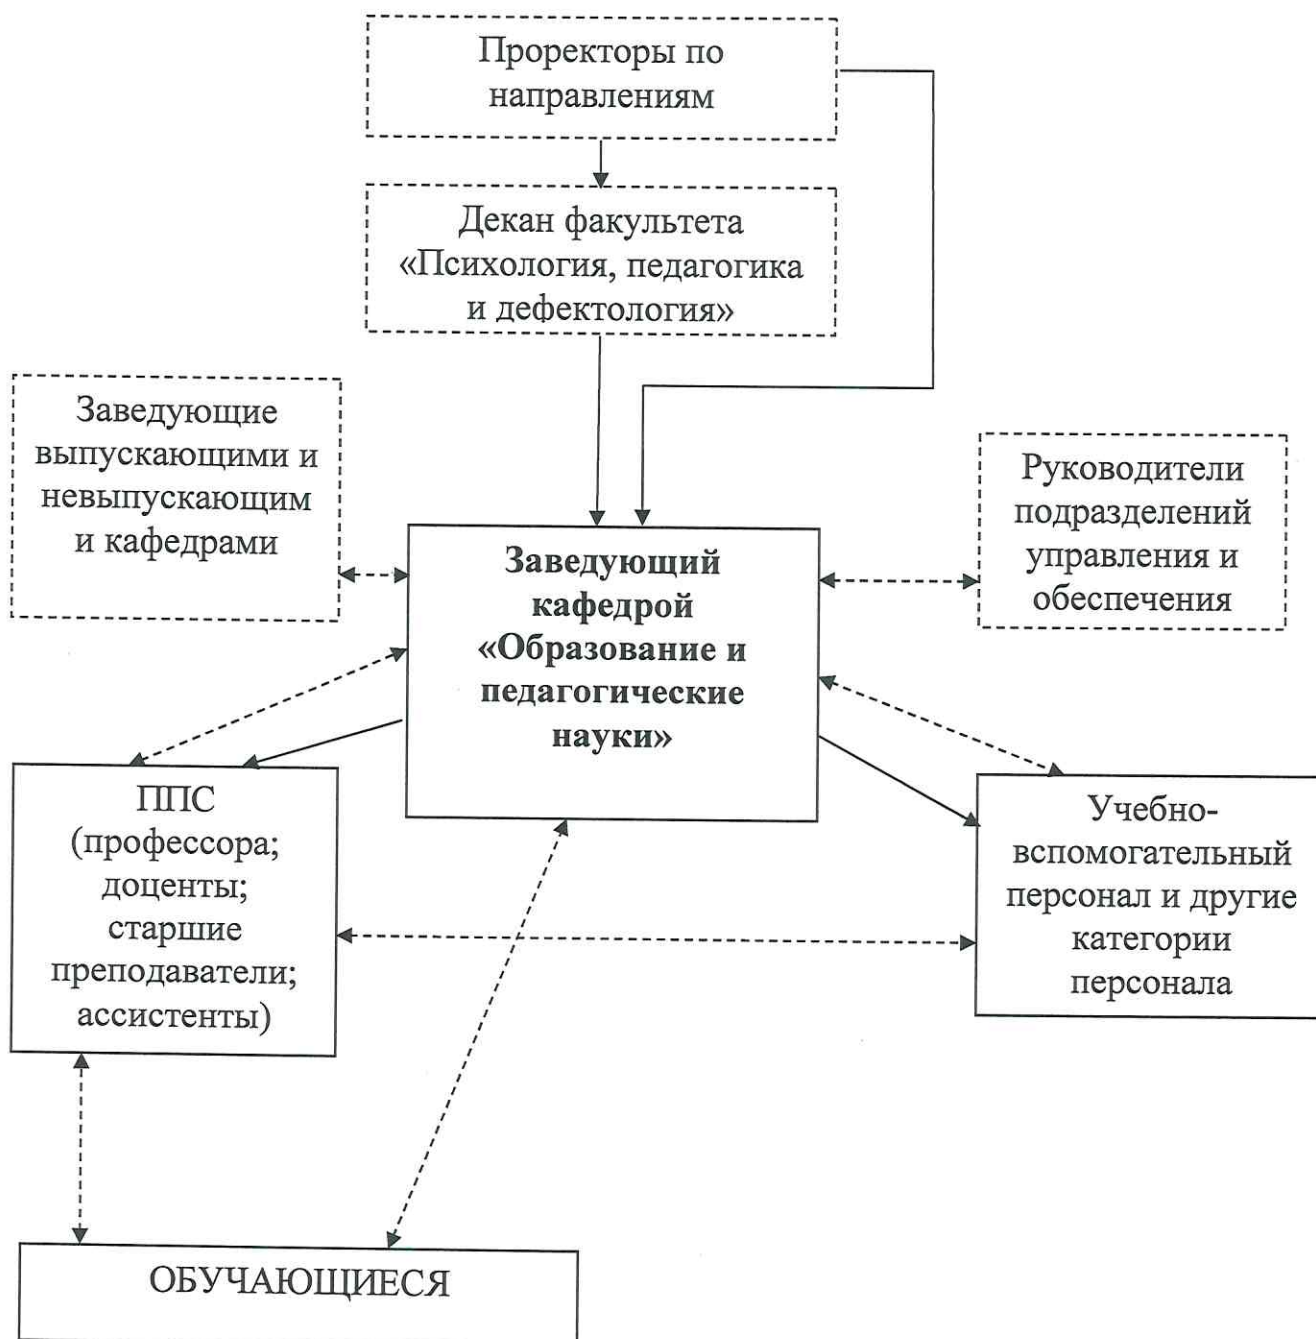 Проректоры по
направлениям
Декан факультета
«Психология, педагогика
и дефектология»
Заведующие
выпускающими и
невыпускающим
и кафедрами
Руководители
подразделений
управления и
обеспечения
Заведующий
кафедрой
«Образование и
педагогические
науки»
ППС
(профессора;
доценты;
старшие
преподаватели;
ассистенты)
Учебно-
вспомогательный
персонал и другие
категории
персонала
ОБУЧАЮЩИЕСЯ